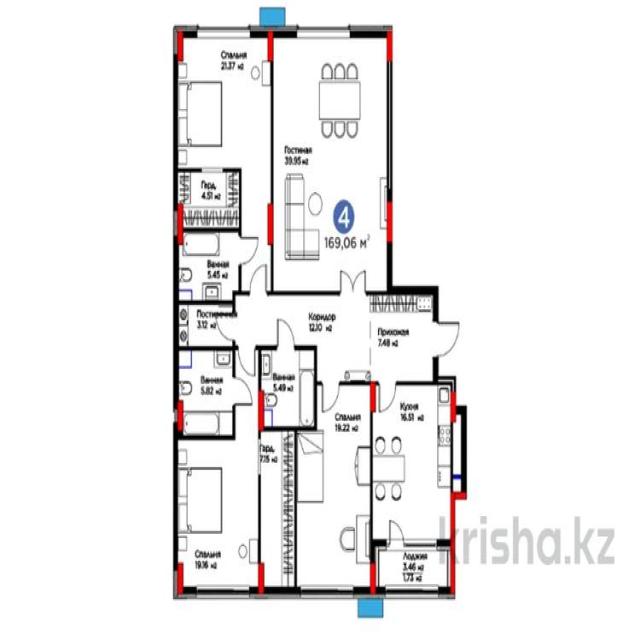 Спальня
21.37 м²
Гостиная
39.95 м²
Гард.
4.51 м²
4
169,06 м²
Ванная
5.45 м²
Постирочная
3.12 м²
Коридор
12.10 м²
Прихожая
7.48 м²
Ванная
5.82 м²
Ванная
5.49 м²
Спальня
19.22 м²
Кухня
16.51 м²
Гард.
7.15 м²
Спальня
19.16 м²
Лоджия
3.46 м²
1.73 м²
krisha.kz